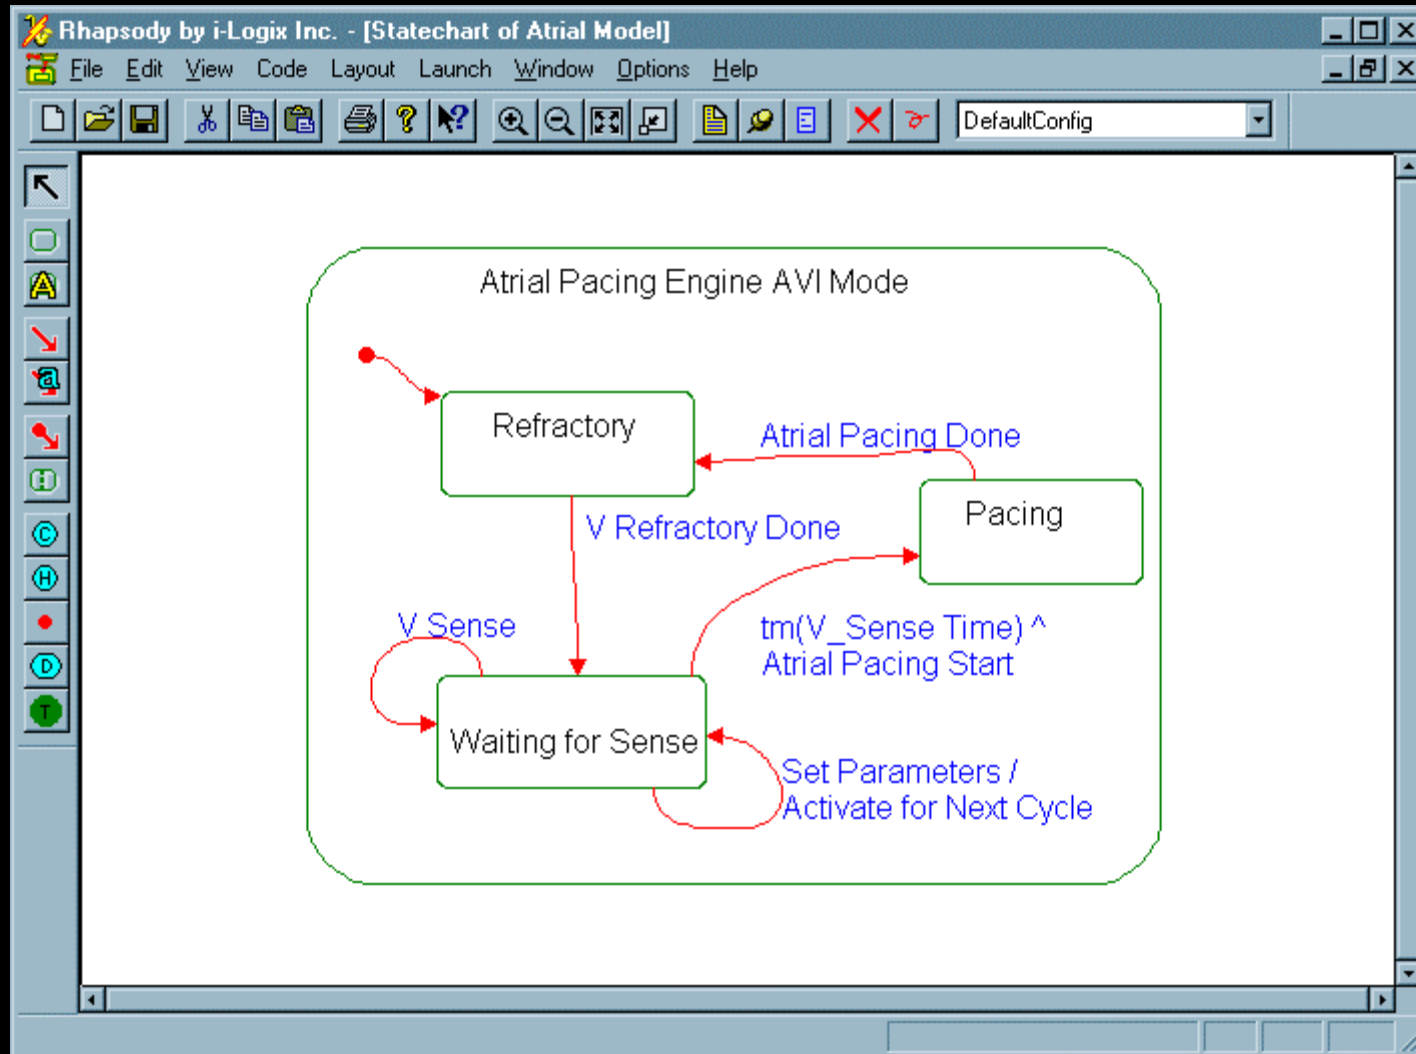 Rhapsody by i-Logix Inc. - [Statechart of Atrial Model]
File Edit View Code Layout Launch Window Options Help
DefaultConfig
Atrial Pacing Engine AVI Mode
Refractory
Atrial Pacing Done
Pacing
V Refractory Done
V Sense
tm(V_Sense Time) ^
Atrial Pacing Start
Waiting for Sense
Set Parameters /
Activate for Next Cycle
A
a
H
C
H
D
T